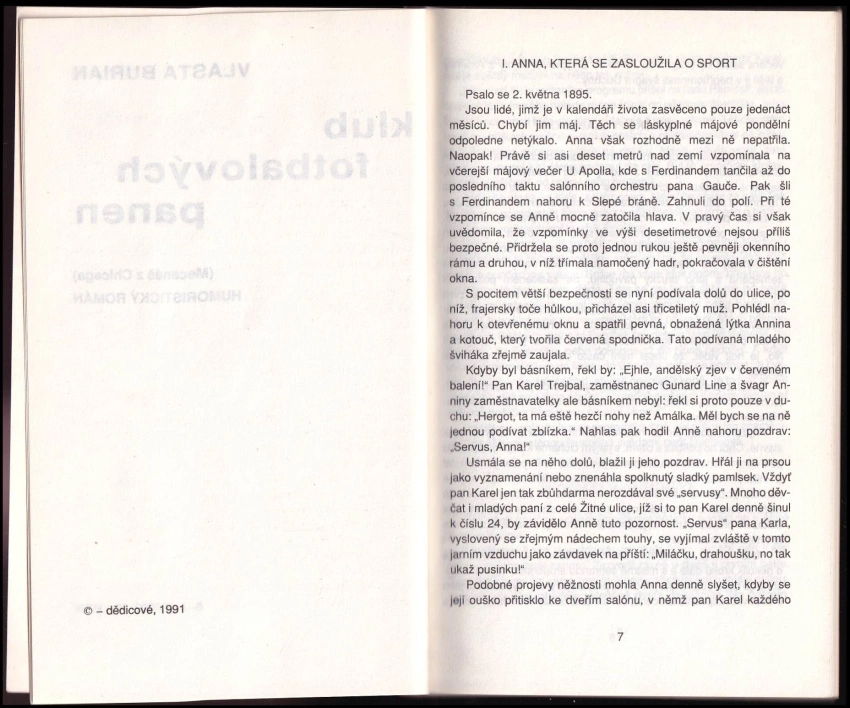 © – dědicové, 1991
I. ANNA, KTERÁ SE ZASLOUŽILA O SPORT
Psalo se 2. května 1895.
Jsou lidé, jimž je v kalendáři života zasvěceno pouze jedenáct
měsíců. Chybí jim máj. Těch se láskyplné májové pondělní
odpoledne netýkalo. Anna však rozhodně mezi ně nepatřila.
Naopak! Právě si asi deset metrů nad zemí vzpomínala na
včerejší májový večer U Apolla, kde s Ferdinandem tančila až do
posledního taktu salónního orchestru pana Gauče. Pak šli
s Ferdinandem nahoru k Slepé bráně. Zahnuli do polí. Při té
vzpomínce se Anně mocně zatočila hlava. V pravý čas si však
uvědomila, že vzpomínky ve výši desetimetrové nejsou příliš
bezpečné. Přidržela se proto jednou rukou ještě pevněji okenního
rámu a druhou, v níž třímala namočený hadr, pokračovala v čištění
okna.
S pocitem větší bezpečnosti se nyní podívala dolů do ulice, po
níž, frajersky toče hůlkou, přicházel asi třicetiletý muž. Pohlédl na-
horu k otevřenému oknu a spatřil pevná, obnažená lýtka Annina
a kotouč, který tvořila červená spodnička. Tato podívaná mladého
šviháka zřejmě zaujala.
Kdyby byl básníkem, řekl by: „Ejhle, andělský zjev v červeném
balení!“ Pan Karel Trejbal, zaměstnanec Gunard Line a švagr An-
niny zaměstnavatelky ale básníkem nebyl: řekl si proto pouze v du-
chu: „Hergot, ta má eště hezčí nohy než Amálka. Měl bych se na ně
jednou podívat zblízka.“ Nahlas pak hodil Anně nahoru pozdrav:
„Servus, Anna!“
Usmála se na něho dolů, blažil ji jeho pozdrav. Hřál ji na prsou
jako vyznamenání nebo znenáhla spolknutý sladký pamlsek. Vždyť
pan Karel jen tak zbůhdarma nerozdával své „servusy“. Mnoho děv-
čat i mladých paní z celé Žitné ulice, jíž si to pan Karel denně šinul
k číslu 24, by závidělo Anně tuto pozornost. „Servus“ pana Karla,
vyslovený se zřejmým nádechem touhy, se vyjímal zvláště v tomto
jarním vzduchu jako závdavek na příští: „Miláčku, drahoušku, no tak
ukaž pusinku!“
Podobné projevy něžnosti mohla Anna denně slyšet, kdyby se
její ouško přitisklo ke dveřím salónu, v němž pan Karel každého
7